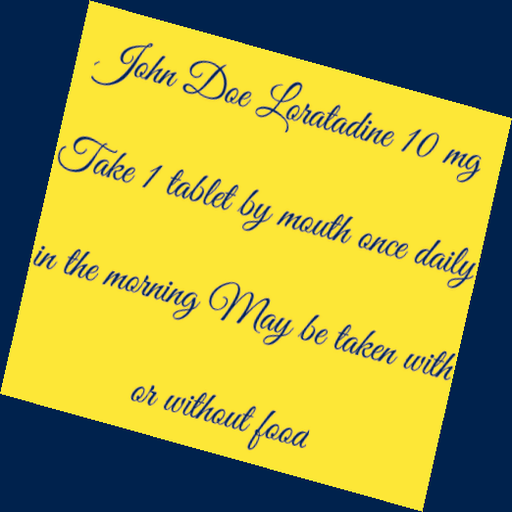 John Doe Loratadine 10 mg
Take 1 tablet by mouth once daily
in the morning May be taken with
or without food